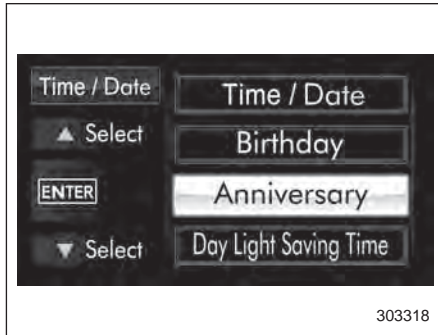 Time / Date
Time / Date
▲ Select
Birthday
ENTER
Anniversary
▼ Select
Day Light Saving Time
303318